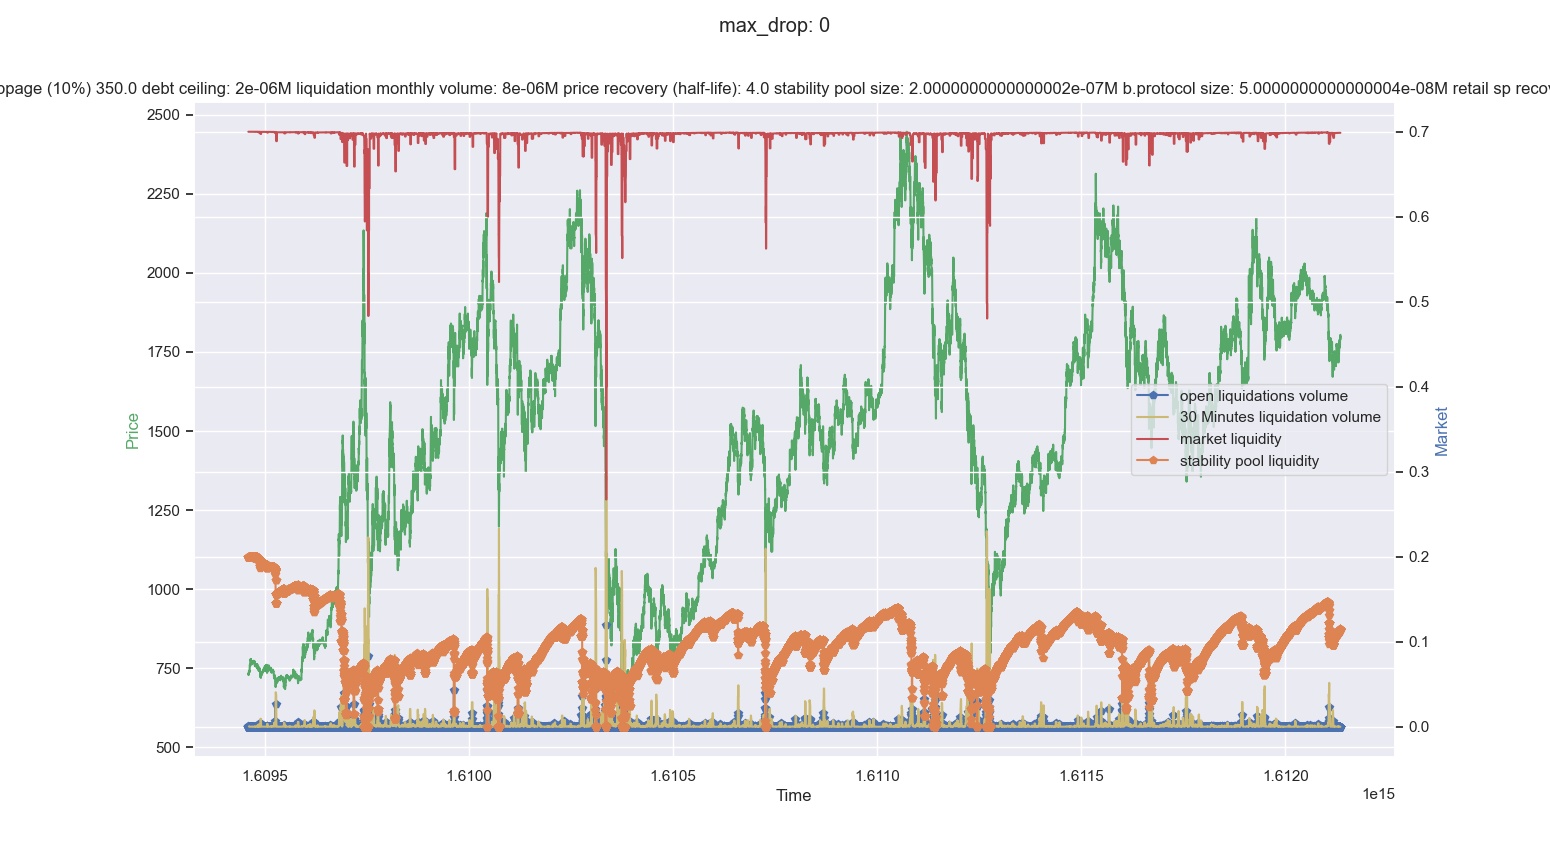 max_drop: 0
page (10%) 350.0 debt ceiling: 2e-06M liquidation monthly volume: 8e-06M price recovery (half-life): 4.0 stability pool size: 2.0000000000000002e-07M b.protocol size: 5.0000000000000004e-08M retail sp
2500
2250
2000
1750
1500
1250
1000
750
500
Price
0.7
0.6
0.5
0.4
0.3
0.2
0.1
0.0
Market
open liquidations volume
30 Minutes liquidation volume
market liquidity
stability pool liquidity
1.6095 1.6100 1.6105 1.6110 1.6115 1.6120
1e15
Time